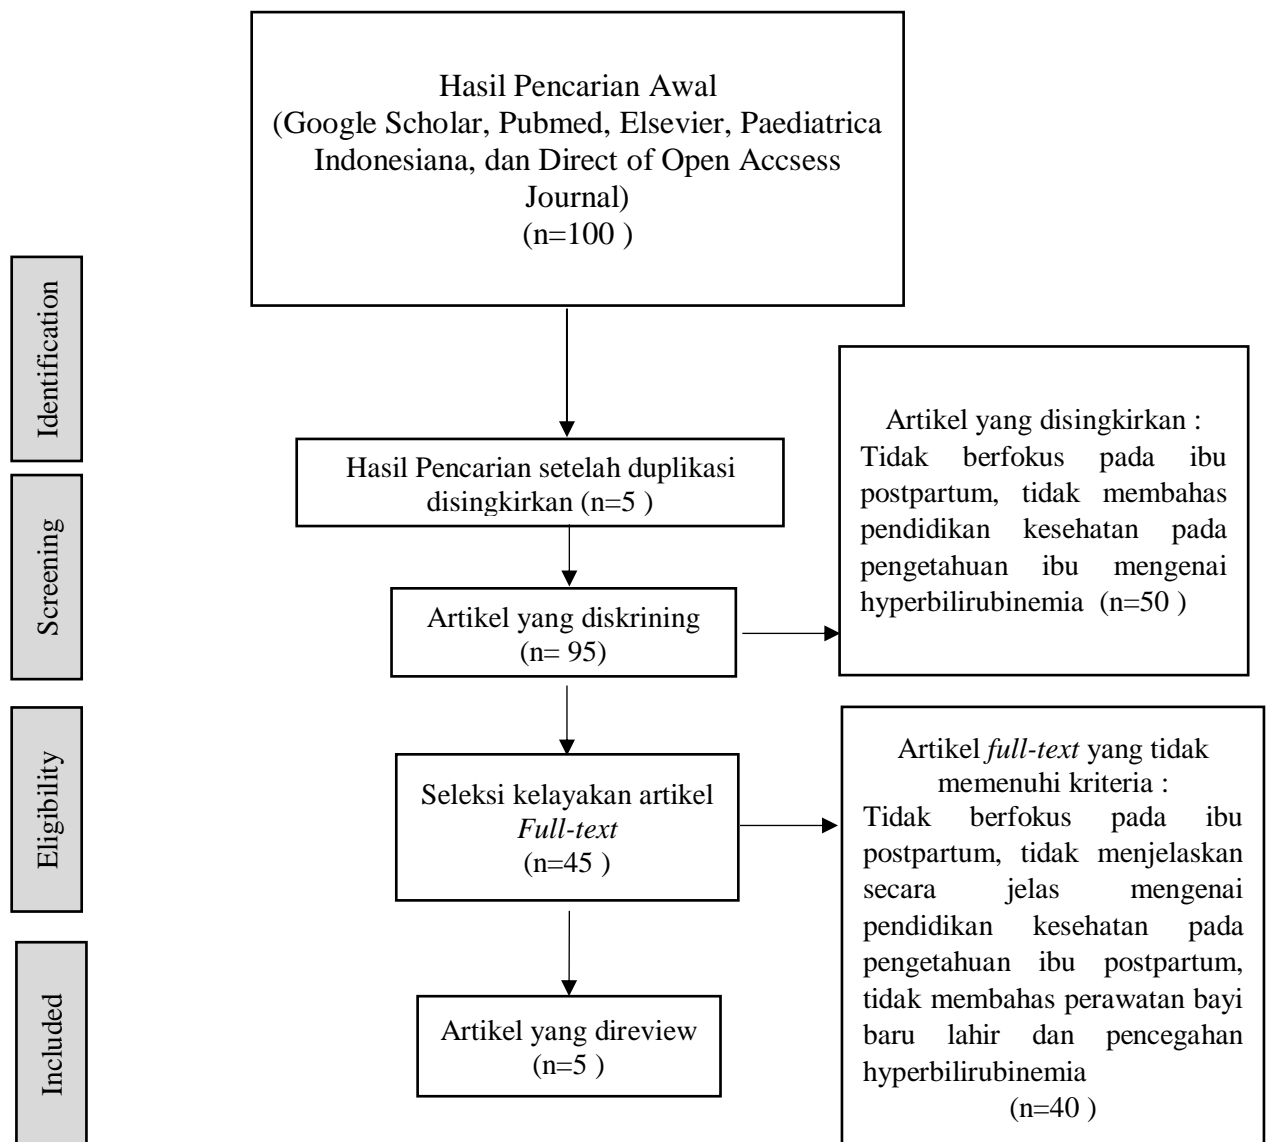 Hasil Pencarian Awal
(Google Scholar, Pubmed, Elsevier, Paediatrica
Indonesiana, dan Direct of Open Accsess
Journal)
(n=100 )
Identification
Hasil Pencarian setelah duplikasi
disingkirkan (n=5 )
Artikel yang disingkirkan :
Tidak berfokus pada ibu
postpartum, tidak membahas
pendidikan kesehatan pada
pengetahuan ibu mengenai
hyperbilirubinemia (n=50 )
Screening
Artikel yang diskrining
(n= 95)
Eligibility
Seleksi kelayakan artikel
Full-text
(n=45 )
Artikel full-text yang tidak
memenuhi kriteria :
Tidak berfokus pada ibu
postpartum, tidak menjelaskan
secara jelas mengenai
pendidikan kesehatan pada
pengetahuan ibu postpartum,
tidak membahas perawatan bayi
baru lahir dan pencegahan
hyperbilirubinemia
(n=40 )
Included
Artikel yang direview
(n=5 )